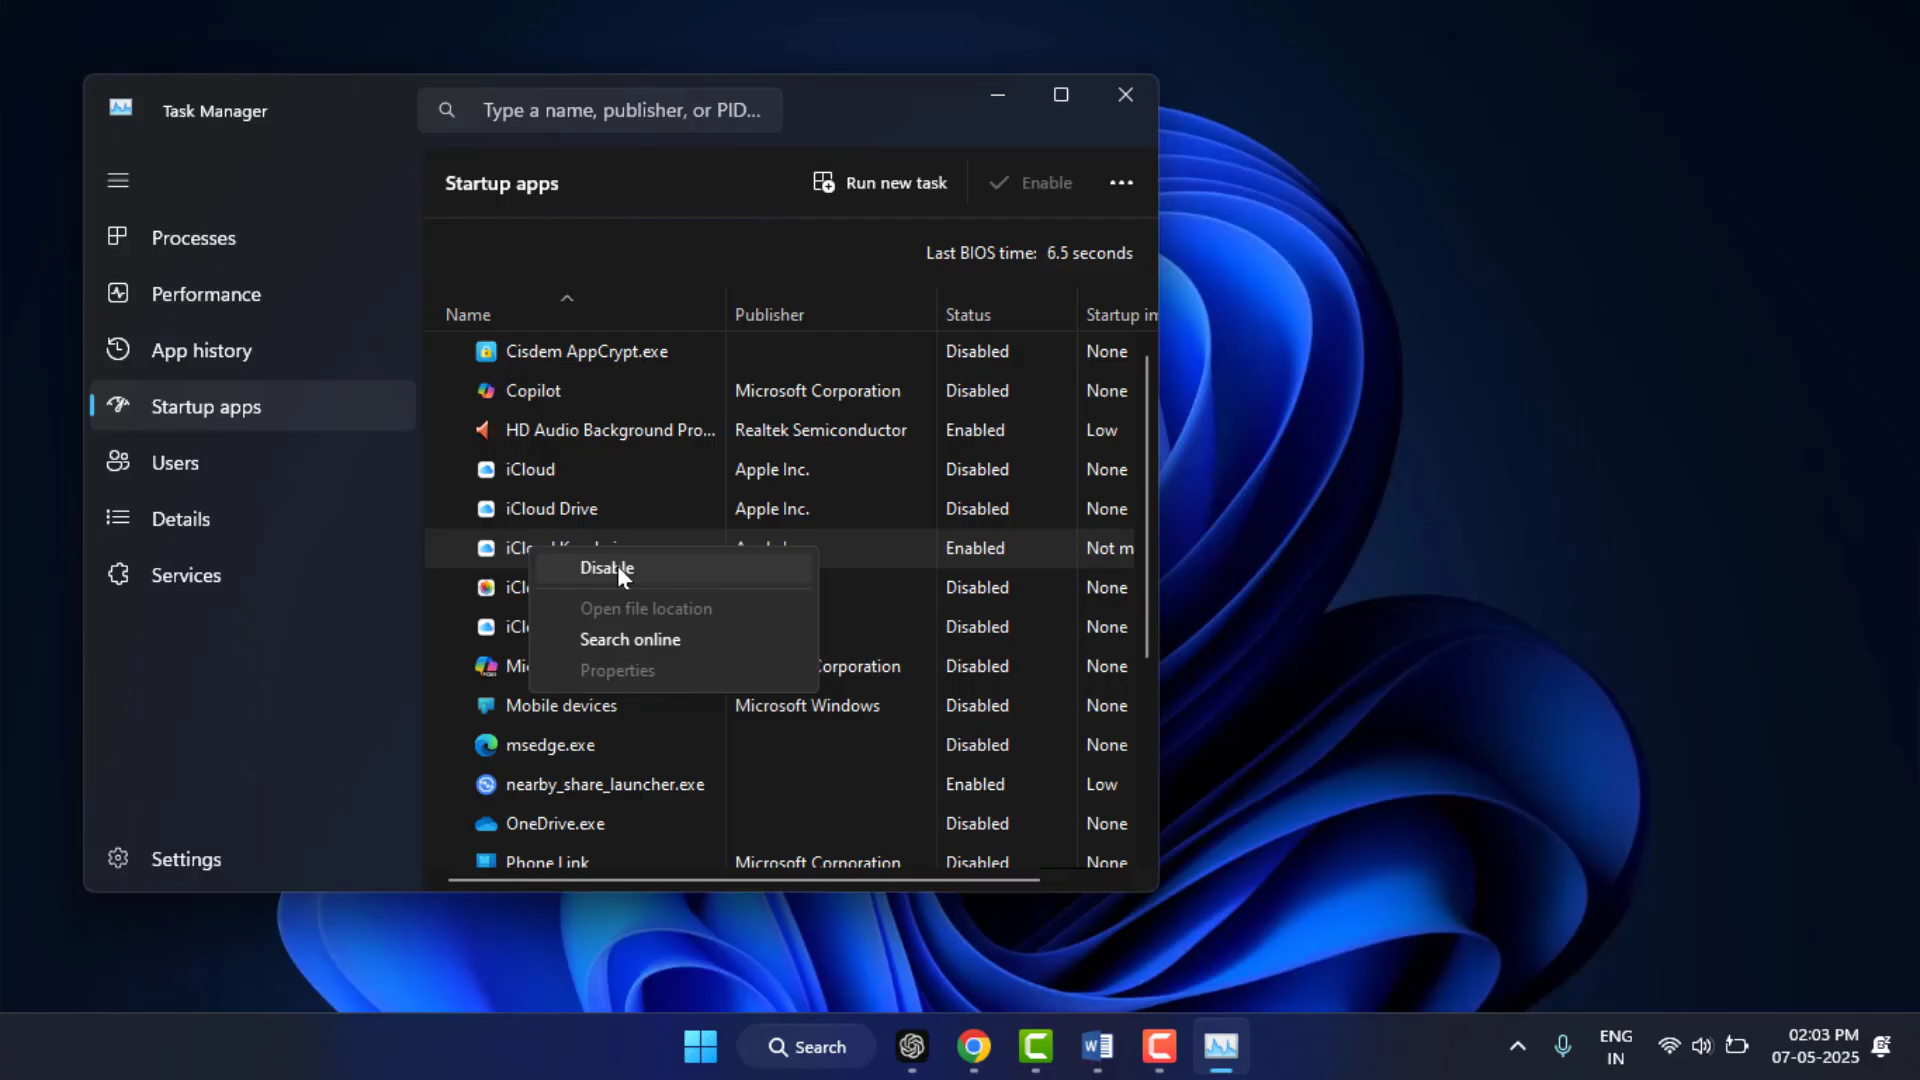 Task Manager
Type a name, publisher, or PID...
Processes
Performance
App history
Startup apps
Users
Details
Services
Settings
Startup apps
Run new task
Enable
Last BIOS time: 6.5 seconds
Name Publisher Status Startup im
Cisdem AppCrypt.exe Disabled None
Copilot Microsoft Corporation Disabled None
HD Audio Background Pro... Realtek Semiconductor Enabled Low
iCloud Apple Inc. Disabled None
iCloud Drive Apple Inc. Disabled None
Enabled Not m
Disable
iCl Disabled None
Open file location
iCl Disabled None
Search online
Mi Corporation Disabled None
Properties
Mobile devices Microsoft Windows Disabled None
msedge.exe Disabled None
nearby_share_launcher.exe Enabled Low
OneDrive.exe Disabled None
Phone Link Microsoft Corporation Disabled None
Search
ENG
IN
02:03 PM
07-05-2025